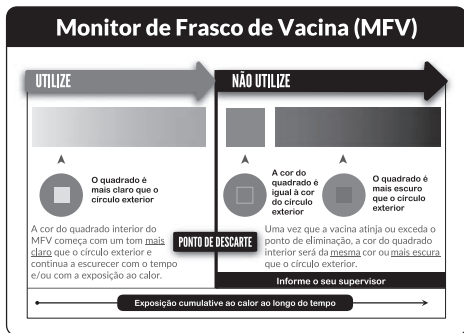 Monitor de Frasco de Vacina (MFV)
UTILIZE
NÃO UTILIZE
O quadrado é
mais claro que o
círculo exterior
A cor do
quadrado é
igual à cor
do círculo
exterior
O quadrado é
mais escuro
que o círculo
exterior
A cor do quadrado interior do
MFV começa com um tom mais
claro que o círculo exterior e
continua a escurecer com o tempo
e/ou com a exposição ao calor.
PONTO DE DESCARTE
Uma vez que a vacina atinja ou exceda o
ponto de eliminação, a cor do quadrado
interior será da mesma cor ou mais escura
que o círculo exterior.
Informe o seu supervisor
Exposição cumulative ao calor ao longo do tempo